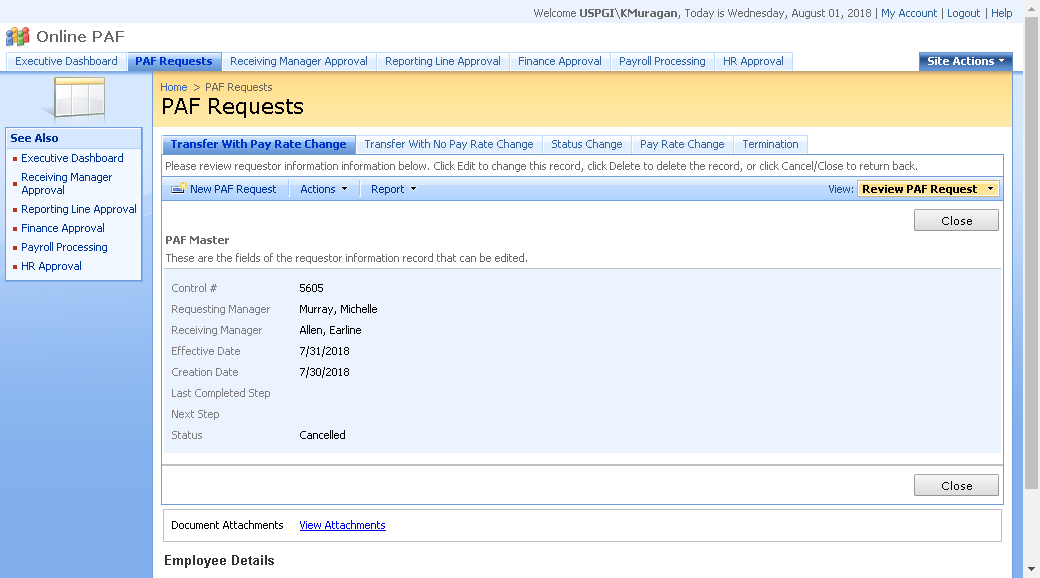 Welcome USPGI\KMuragan, Today is Wednesday, August 01, 2018 | My Account | Logout | Help
Online PAF
Executive Dashboard PAF Requests Receiving Manager Approval Reporting Line Approval Finance Approval Payroll Processing HR Approval Site Actions
Home > PAF Requests
PAF Requests
See Also
Executive Dashboard
Receiving Manager
Approval
Reporting Line Approval
Finance Approval
Payroll Processing
HR Approval
Transfer With Pay Rate Change Transfer With No Pay Rate Change Status Change Pay Rate Change Termination
Please review requestor information information below. Click Edit to change this record, click Delete to delete the record, or click Cancel/Close to return back.
New PAF Request Actions Report View: Review PAF Request
Close
PAF Master
These are the fields of the requestor information record that can be edited.
Control # 5605
Requesting Manager Murray, Michelle
Receiving Manager Allen, Earline
Effective Date 7/31/2018
Creation Date 7/30/2018
Last Completed Step
Next Step
Status Cancelled
Close
Document Attachments View Attachments
Employee Details